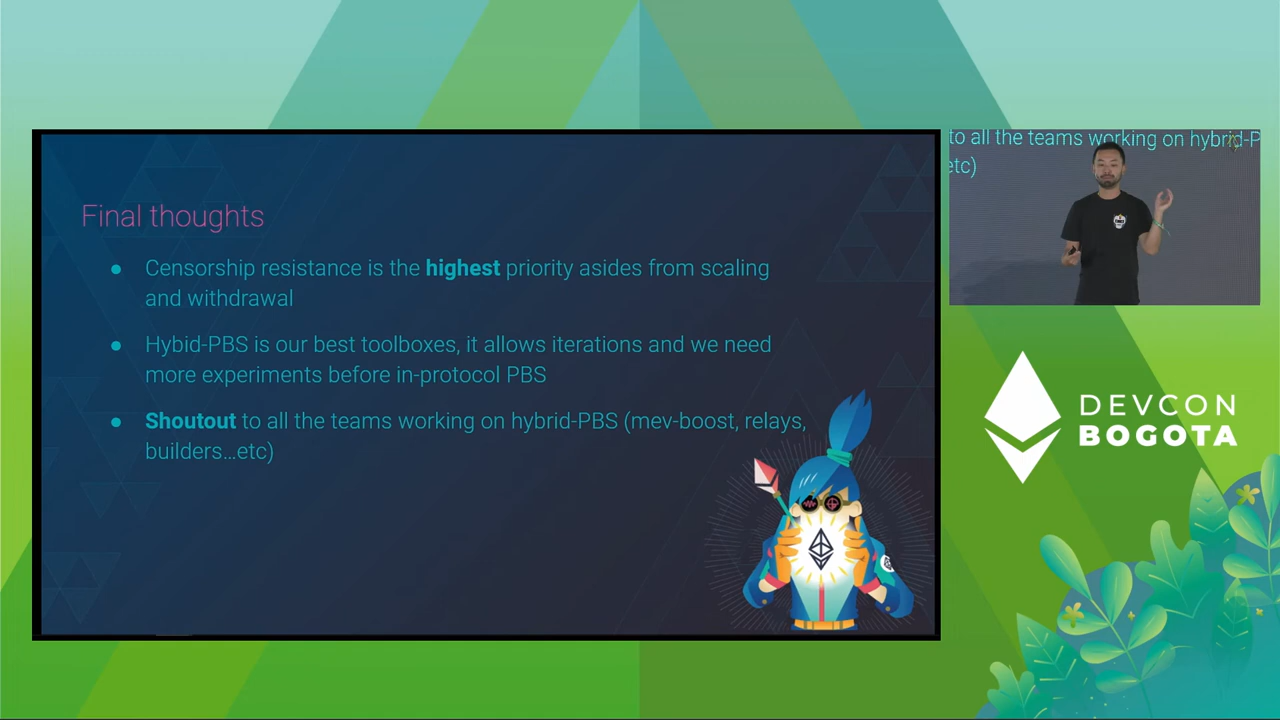 Final thoughts
● Censorship resistance is the highest priority asides from scaling
and withdrawal
● Hybid-PBS is our best toolboxes, it allows iterations and we need
more experiments before in-protocol PBS
● Shoutout to all the teams working on hybrid-PBS (mev-boost, relays,
builders…etc)
to all the teams working on hybrid-P
etc)
DEVCON
BOGOTA